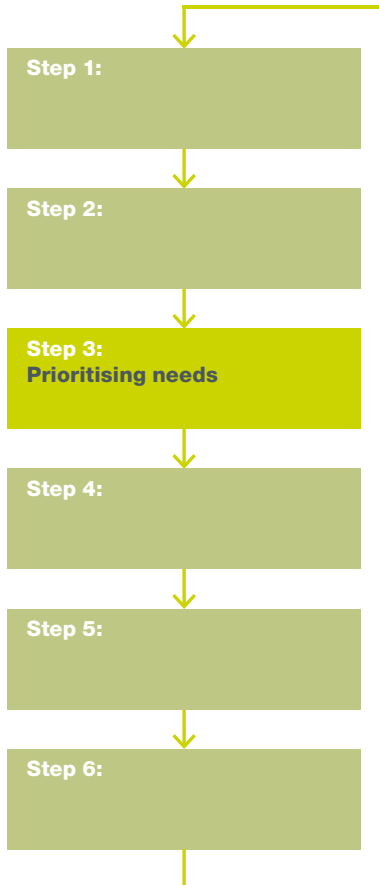 Step 1:
Step 2:
Step 3:
Prioritising needs
Step 4:
Step 5:
Step 6: